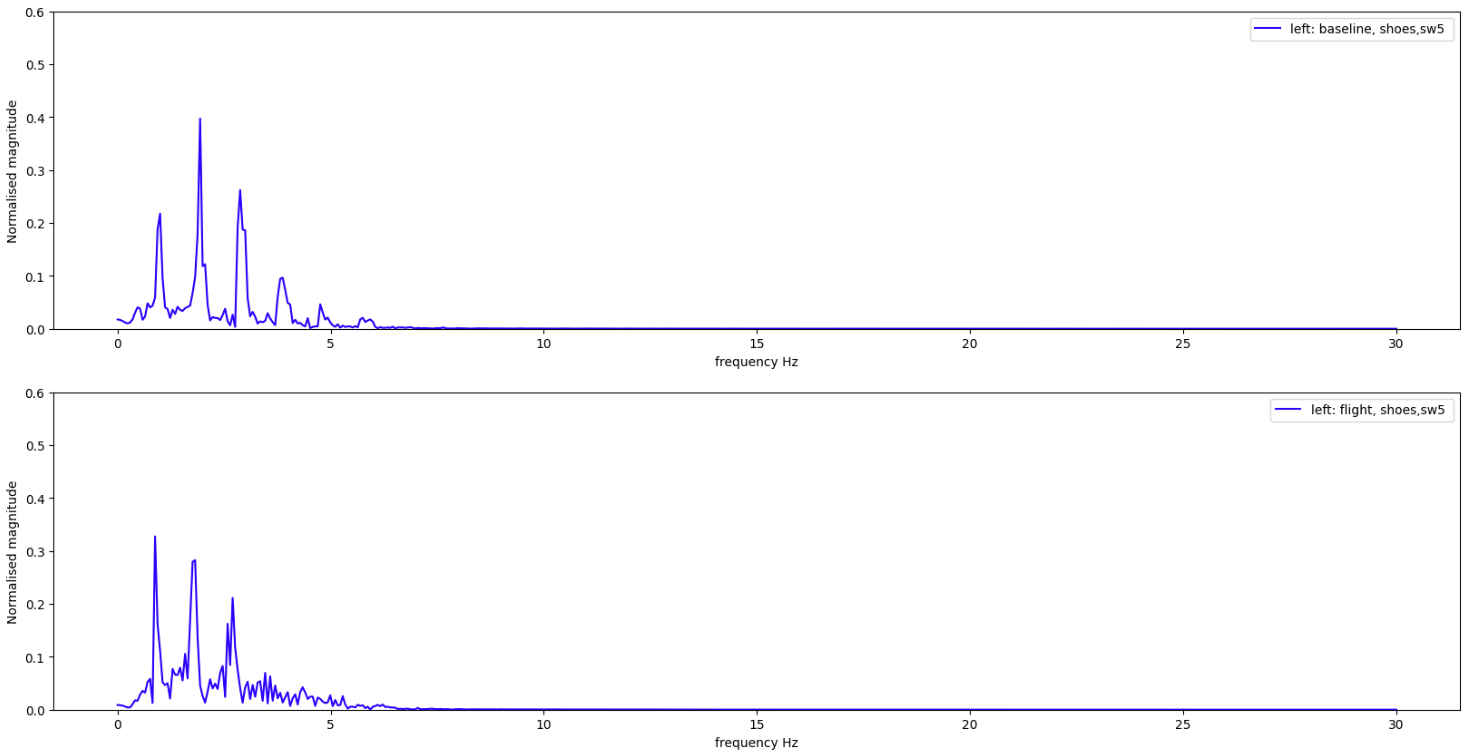 0.6
left: baseline, shoes,sw5
0.5
0.4
0.3
0.2
0.1
0.0
Normalised magnitude
0 5 10 15 20 25 30
frequency Hz
0.6
left: flight, shoes,sw5
0.5
0.4
0.3
0.2
0.1
0.0
Normalised magnitude
0 5 10 15 20 25 30
frequency Hz